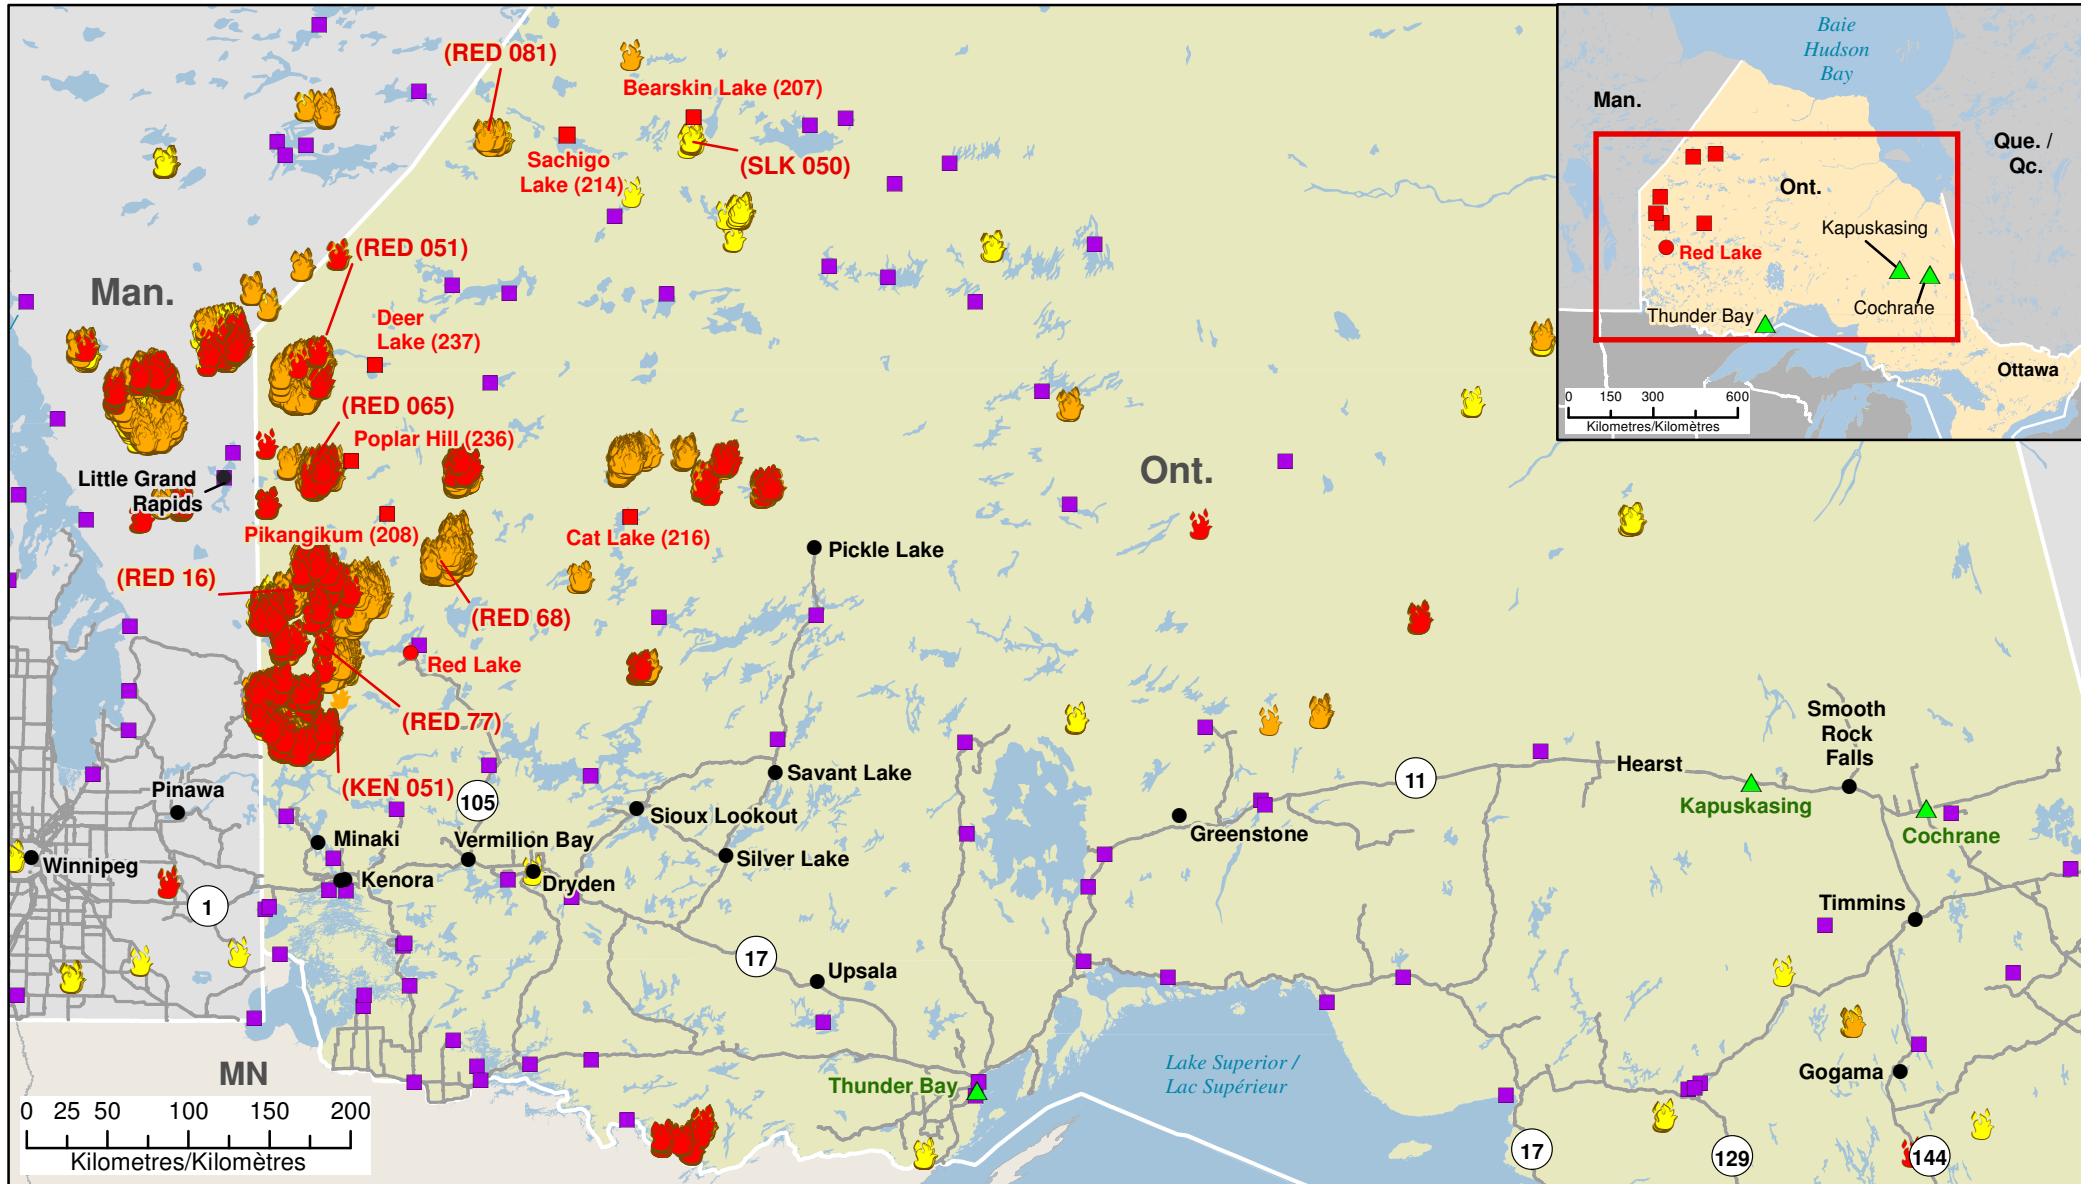 (RED 081)
Bearskin Lake (207)
Sachigo
Lake (214)
(SLK 050)
(RED 051)
Man.
Deer
Lake (237)
(RED 065)
Poplar Hill (236)
Little Grand
Rapids
Pikangikum (208)
Cat Lake (216)
Ont.
Pickle Lake
(RED 16)
(RED 68)
Red Lake
(RED 77)
(KEN 051)
105
Pinawa
Minaki
Vermilion Bay
Winnipeg
Kenora
Dryden
1
Sioux Lookout
Savant Lake
Silver Lake
17
Upsala
Greenstone
11
Hearst
Smooth
Rock
Falls
Kapuskasing
Cochrane
Timmins
Gogama
MN
Thunder Bay
Lake Superior /
Lac Supérieur
17
129
144
0 25 50 100 150 200
Kilometres/Kilomètres
Baie
Hudson
Bay
Man.
Que. /
Qc.
Ont.
Kapuskasing
Red Lake
Cochrane
Thunder Bay
Ottawa
0 150 300 600
Kilometres/Kilomètres